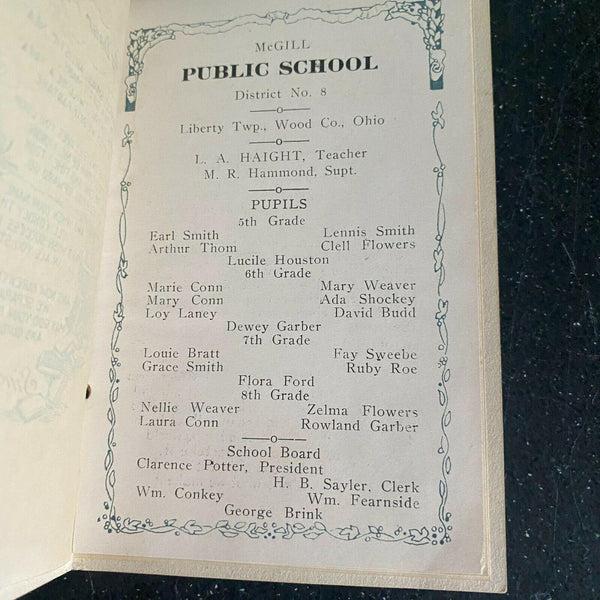 McGILL
PUBLIC SCHOOL
District No. 8
Liberty Twp., Wood Co., Ohio
L. A. HAIGHT, Teacher
M. R. Hammond, Supt.
PUPILS
5th Grade
Earl Smith Lennis Smith
Arthur Thom Clell Flowers
Lucile Houston
6th Grade
Marie Conn Mary Weaver
Mary Conn Ada Shockey
Loy Laney David Budd
Dewey Garber
7th Grade
Louie Bratt Fay Sweebe
Grace Smith Ruby Roe
Flora Ford
8th Grade
Nellie Weaver Zelma Flowers
Laura Conn Rowland Garber
School Board
Clarence Potter, President
H. B. Sayler, Clerk
Wm. Conkey Wm. Fearnside
George Brink